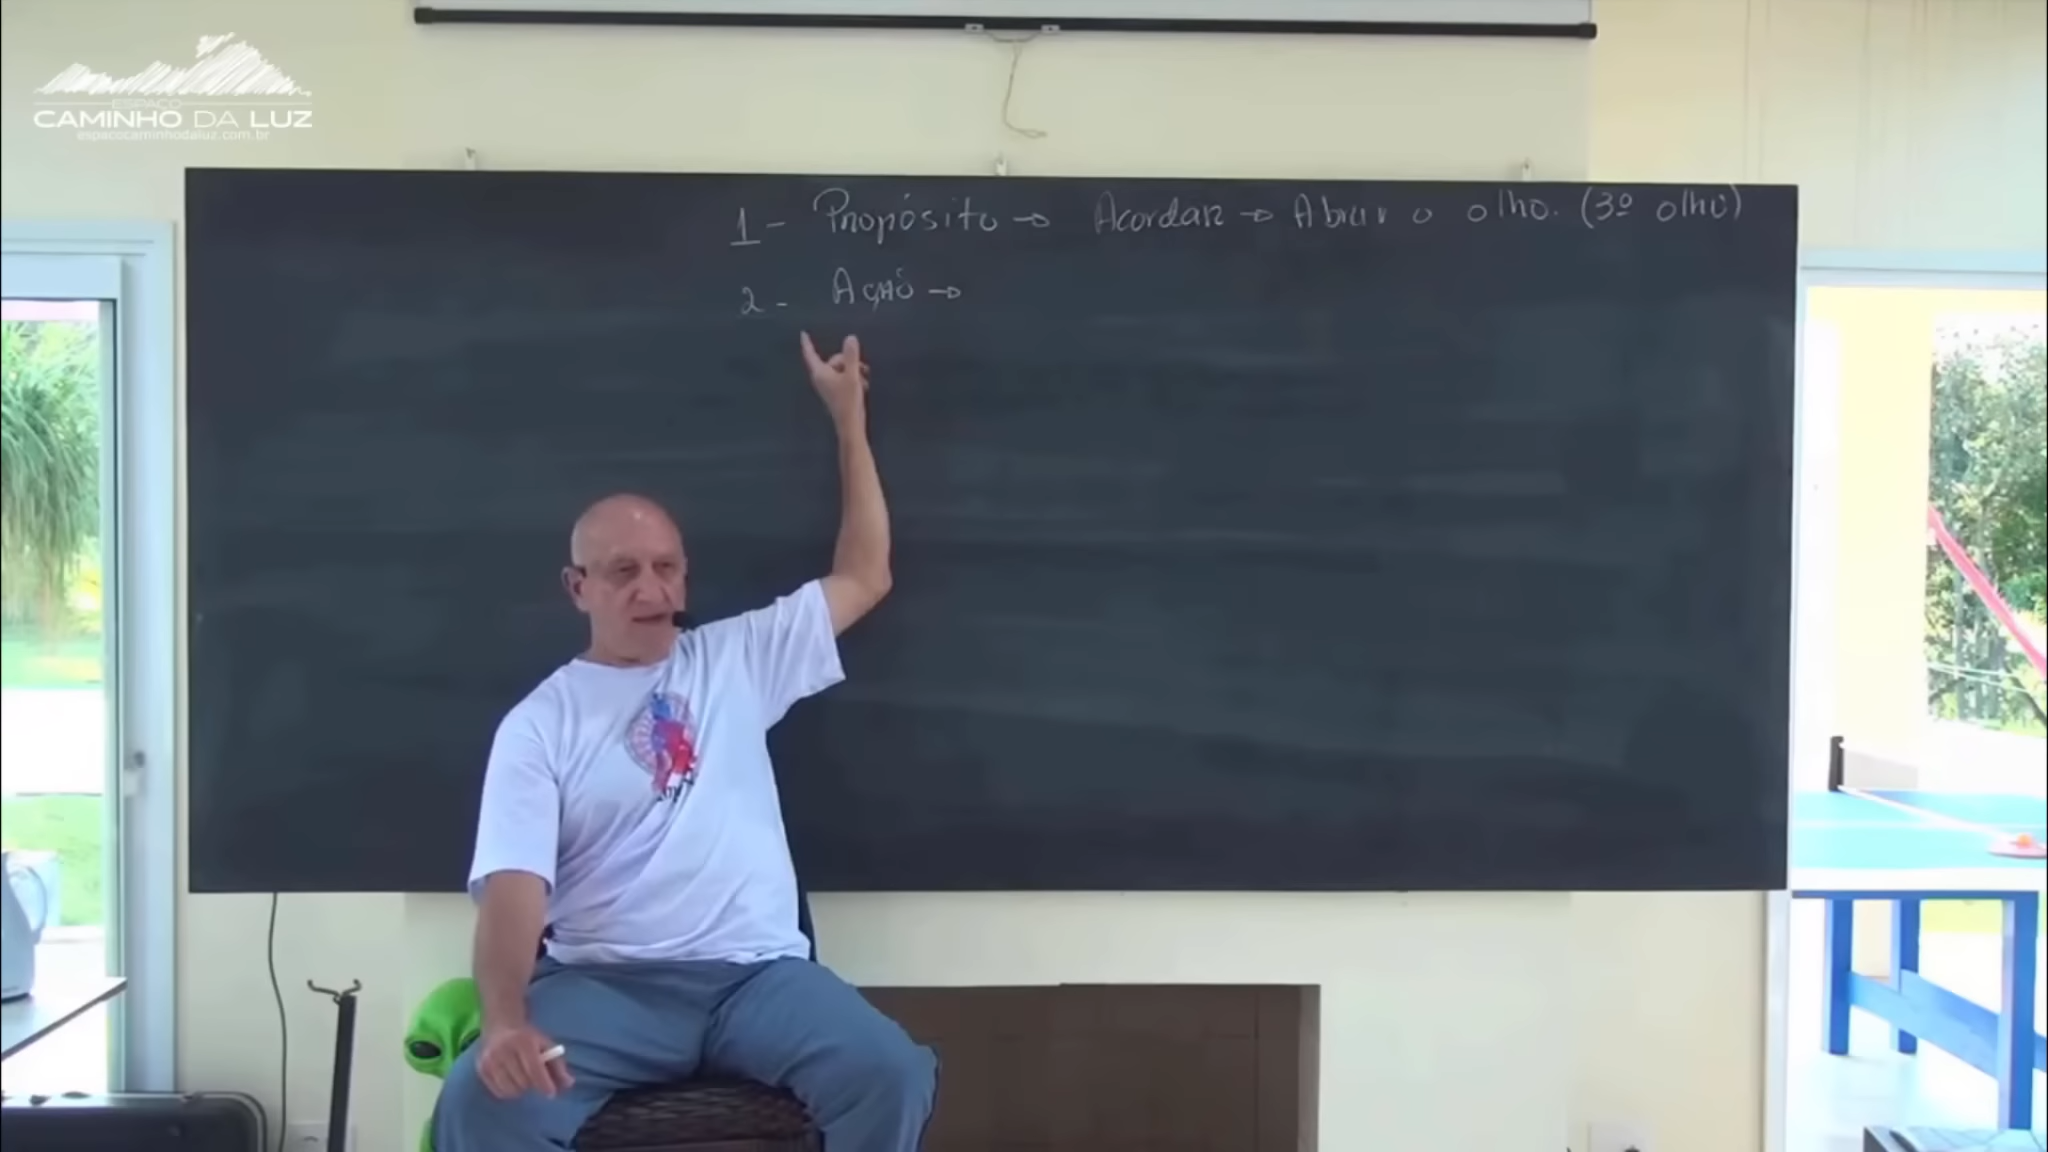 ESPAÇO
CAMINHO DA LUZ
espacocaminhodaluz.com.br
1 - Propósito → Acordar → Abrir o olho. (3º olho)
2 - Ação →